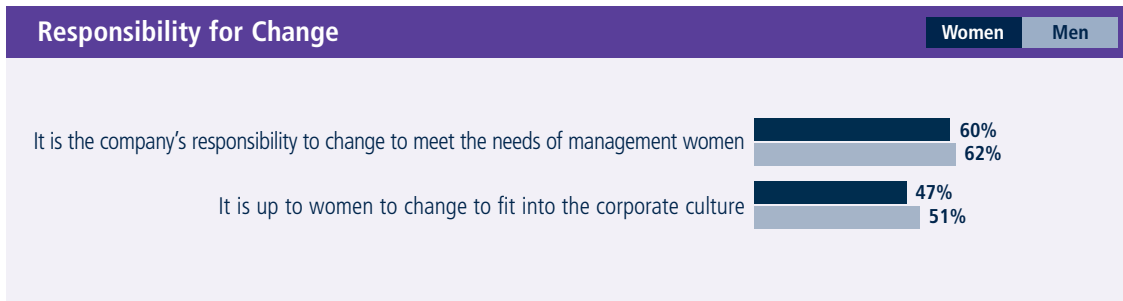 Responsibility for Change
Women Men
It is the company’s responsibility to change to meet the needs of management women 60%
62%
It is up to women to change to fit into the corporate culture 47%
51%